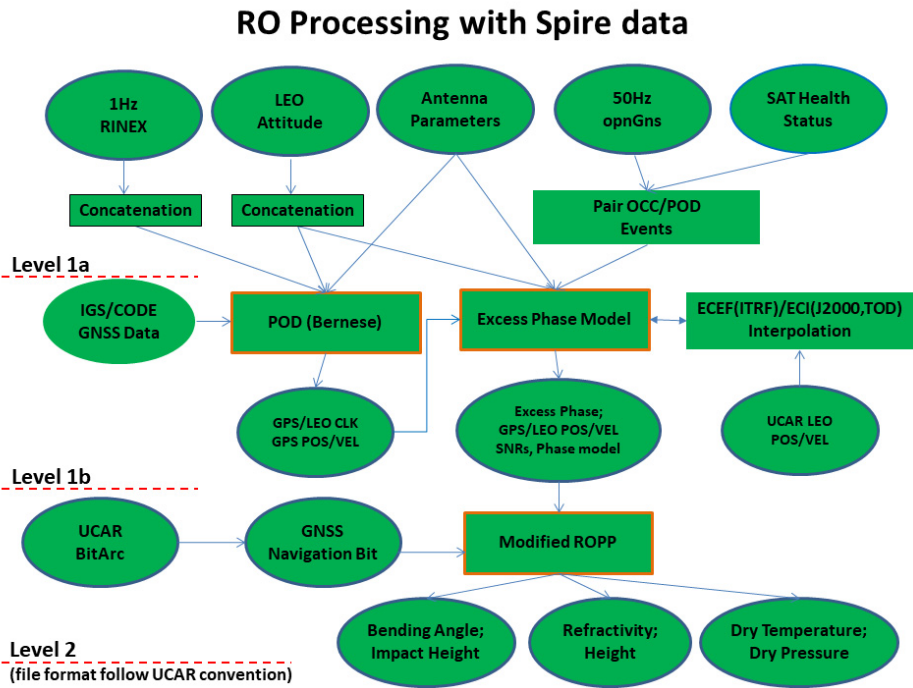 RO Processing with Spire data
1Hz
RINEX
LEO
Attitude
Antenna
Parameters
50Hz
opnGns
SAT Health
Status
Concatenation
Concatenation
Pair OCC/POD
Events
Level 1a
IGS/CODE
GNSS Data
POD (Bernese)
Excess Phase Model
ECEF(ITRF)/ECI(J2000,TOD)
Interpolation
GPS/LEO CLK
GPS POS/VEL
Excess Phase;
GPS/LEO POS/VEL
SNRs, Phase model
UCAR LEO
POS/VEL
Level 1b
UCAR
BitArc
GNSS
Navigation Bit
Modified ROPP
Bending Angle;
Impact Height
Refractivity;
Height
Dry Temperature;
Dry Pressure
Level 2
(file format follow UCAR convention)